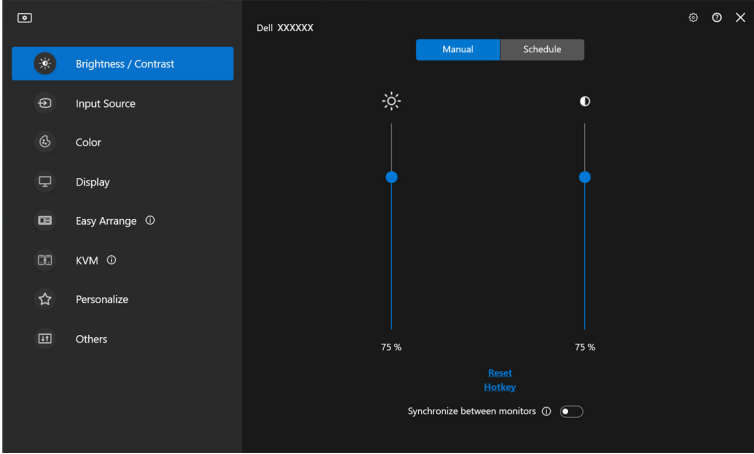 Dell XXXXXX
Manual
Schedule
Brightness / Contrast
Input Source
Color
Display
Easy Arrange
KVM
Personalize
Others
75 %
75 %
Reset
Hotkey
Synchronize between monitors